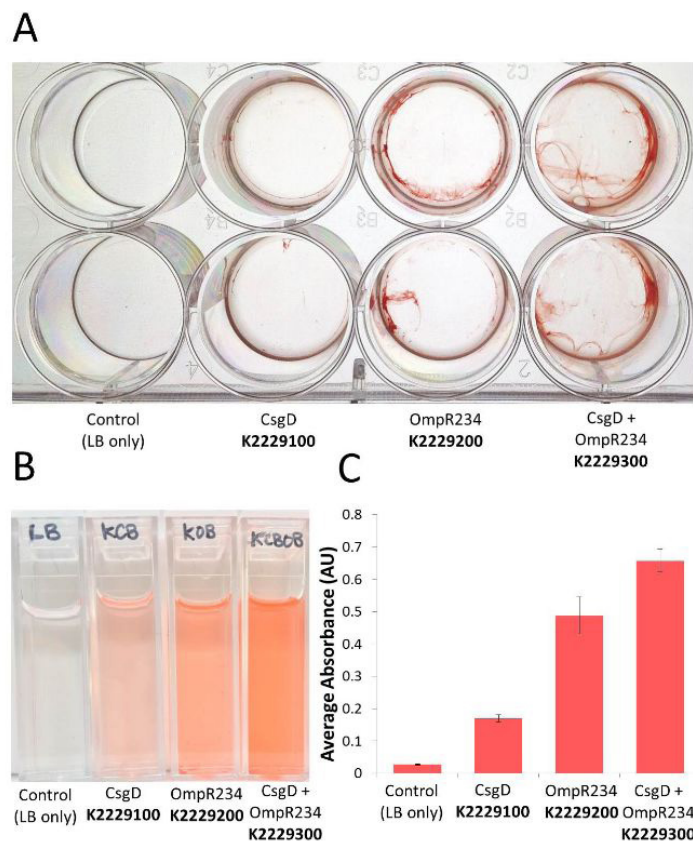 A
C4
C3
C2
B4
B3
B2
4
2
Control
(LB only)
CsgD
K2229100
OmpR234
K2229200
CsgD +
OmpR234
K2229300
B
LB
KCB
KOB
KCBOB
Control
(LB only)
CsgD
K2229100
OmpR234
K2229200
CsgD +
OmpR234
K2229300
C
Average Absorbance (AU)
0.8
0.7
0.6
0.5
0.4
0.3
0.2
0.1
0
Control
(LB only)
CsgD
K2229100
OmpR234
K2229200
CsgD +
OmpR234
K2229300